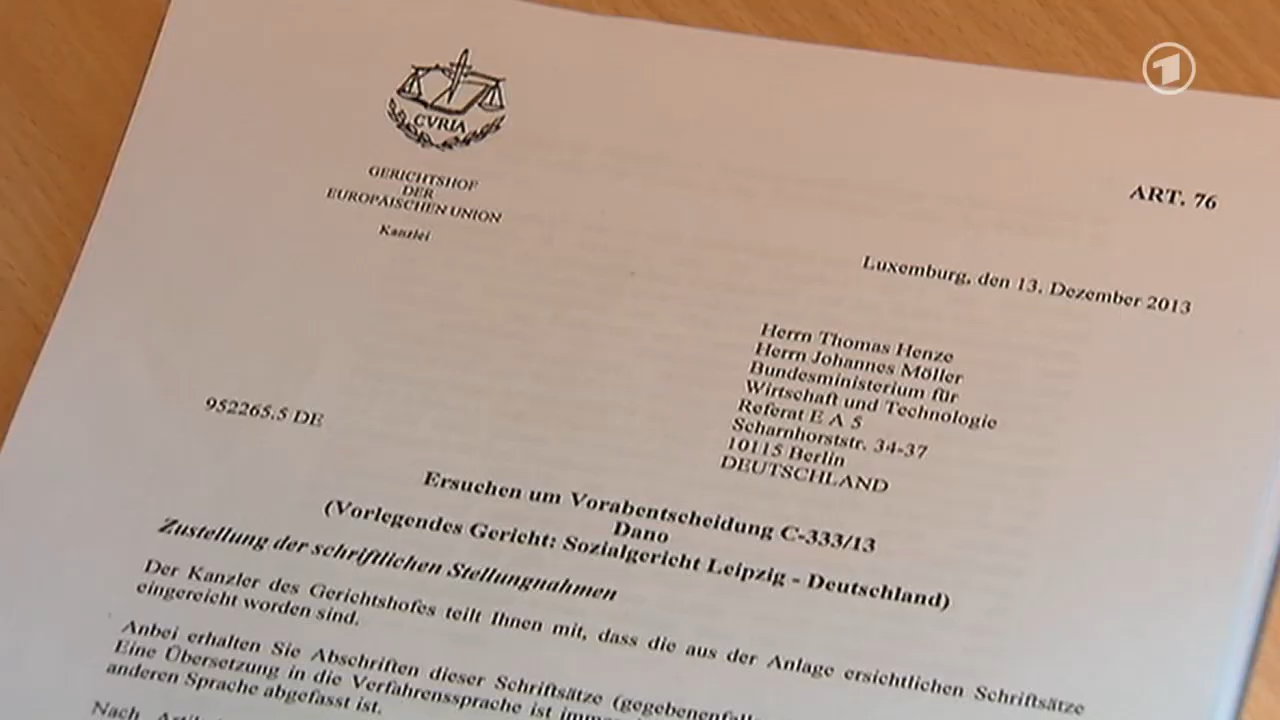 1
CVRIA
GERICHTSHOF
DER
EUROPÄISCHEN UNION
Kanzlei
ART. 76
Luxemburg, den 13. Dezember 2013
Herrn Thomas Henze
Herrn Johannes Möller
Bundesministerium für
Wirtschaft und Technologie
Referat E A 5
Scharnhorststr. 34-37
10115 Berlin
DEUTSCHLAND
952265.5 DE
Ersuchen um Vorabentscheidung C-333/13
Dano
(Vorlegendes Gericht: Sozialgericht Leipzig - Deutschland)
Zustellung der schriftlichen Stellungnahmen
Der Kanzler des Gerichtshofes teilt Ihnen mit, dass die aus der Anlage ersichtlichen Schriftsätze
eingereicht worden sind.
Anbei erhalten Sie Abschriften dieser Schriftsätze
Eine Übersetzung in die Verfahrenssprache ist
anderen Sprache abgefasst ist.
Nach